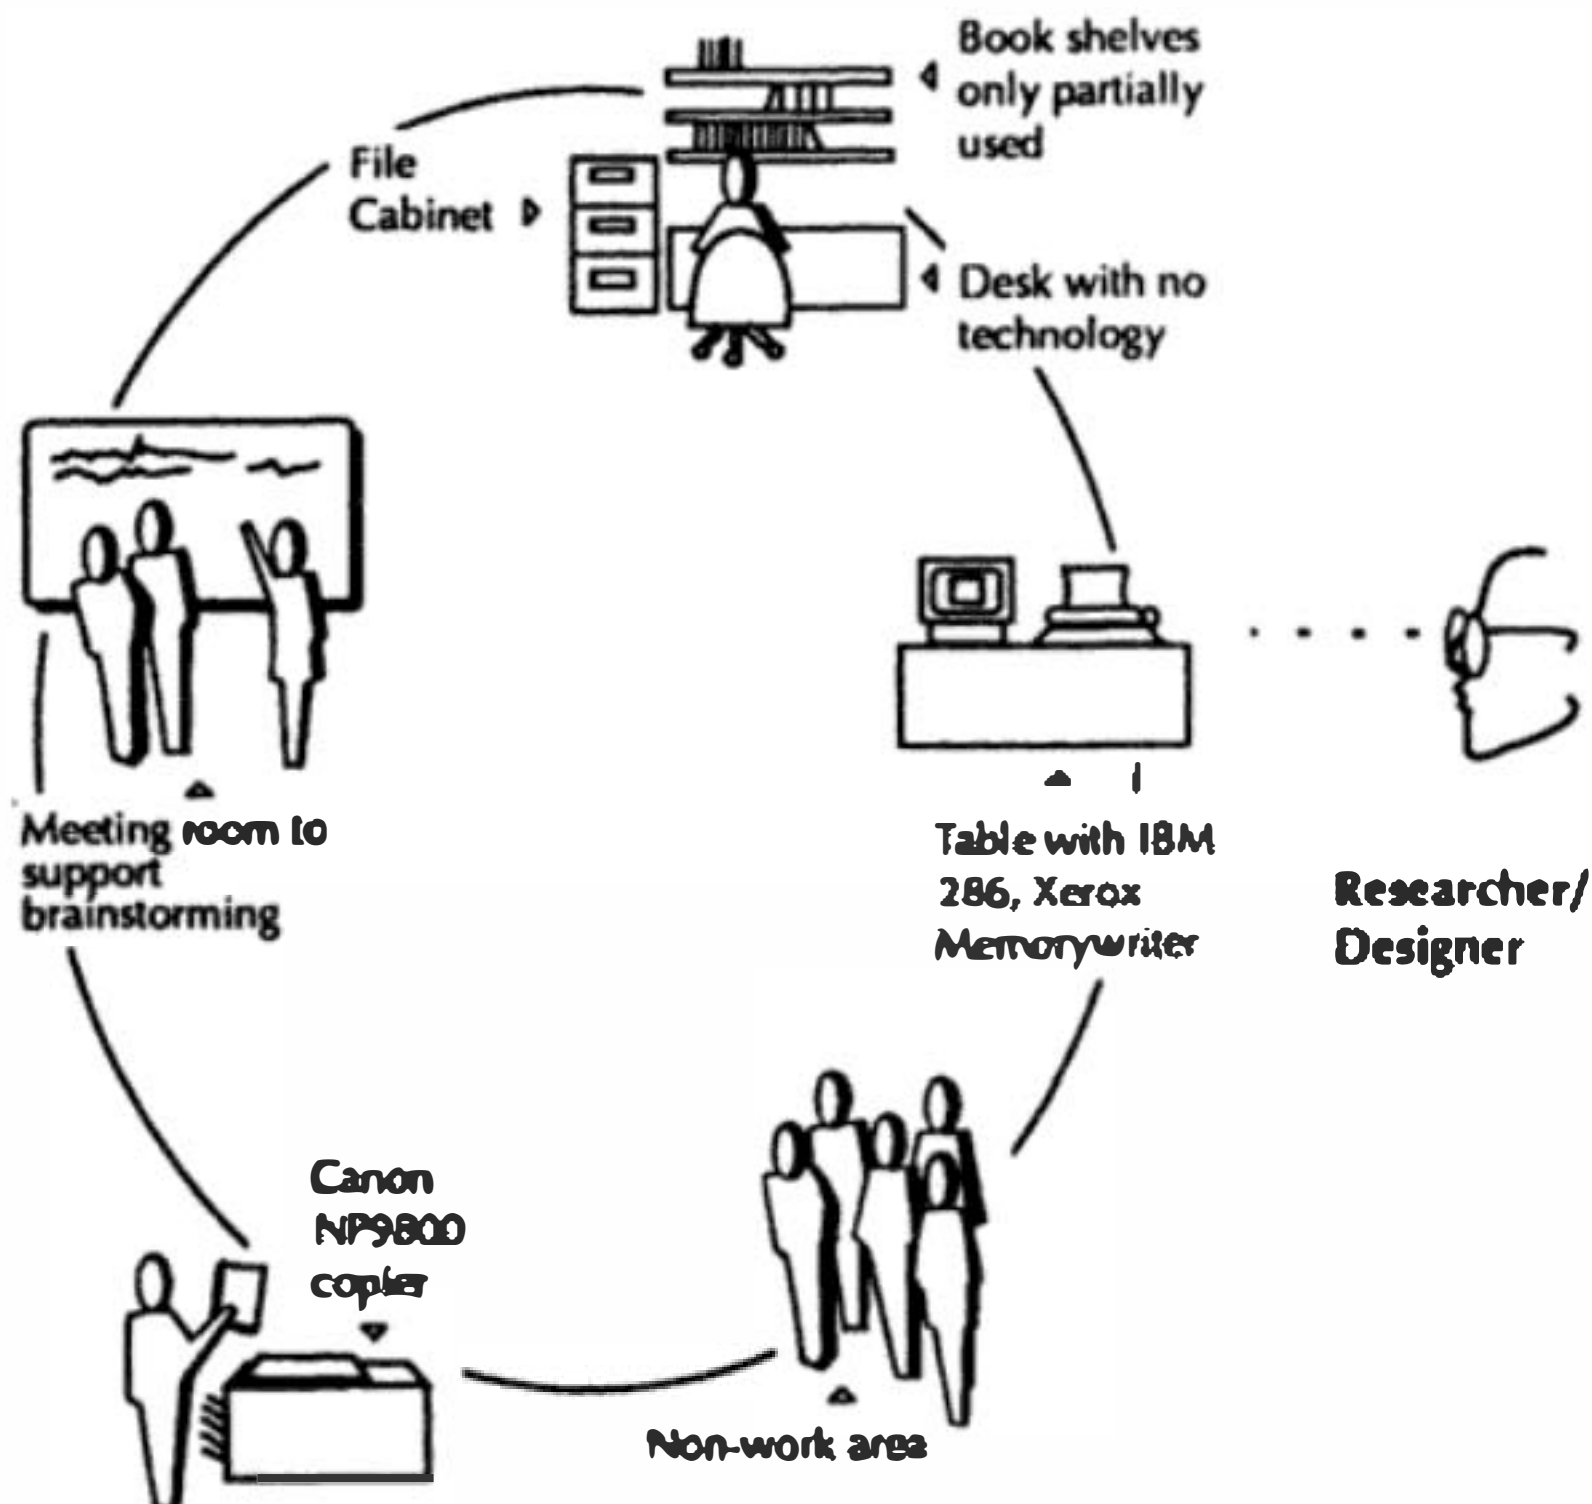 Book shelves
only partially
used
File
Cabinet
Desk with no
technology
Meeting room to
support
brainstorming
Table with IBM
286, Xerox
Memorywriter
Researcher/
Designer
Canon
NP9800
copier
Non-work area